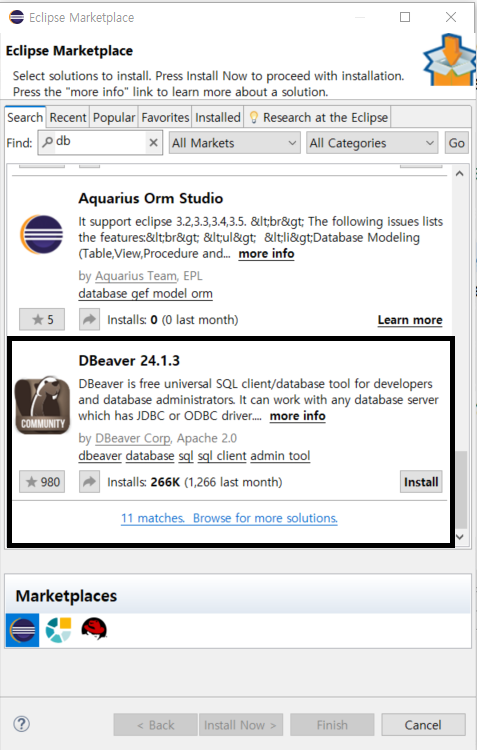 Eclipse Marketplace
Eclipse Marketplace
Select solutions to install. Press Install Now to proceed with installation.
Press the "more info" link to learn more about a solution.
Search Recent Popular Favorites Installed Research at the Eclipse
Find: db All Markets All Categories Go
Aquarius Orm Studio
It support eclipse 3.2,3.3,3.4,3.5. &lt;br&gt; The following issues lists
the features:&lt;br&gt; &lt;ul&gt; &lt;li&gt;Database Modeling
(Table,View,Procedure and... more info
by Aquarius Team, EPL
database gef model orm
5 Installs: 0 (0 last month) Learn more
DBeaver 24.1.3
DBeaver is free universal SQL client/database tool for developers
and database administrators. It can work with any database server
which has JDBC or ODBC driver.... more info
COMMUNITY
by DBeaver Corp, Apache 2.0
dbeaver database sql sql client admin tool
980 Installs: 266K (1,266 last month) Install
11 matches. Browse for more solutions.
Marketplaces
? < Back Install Now > Finish Cancel